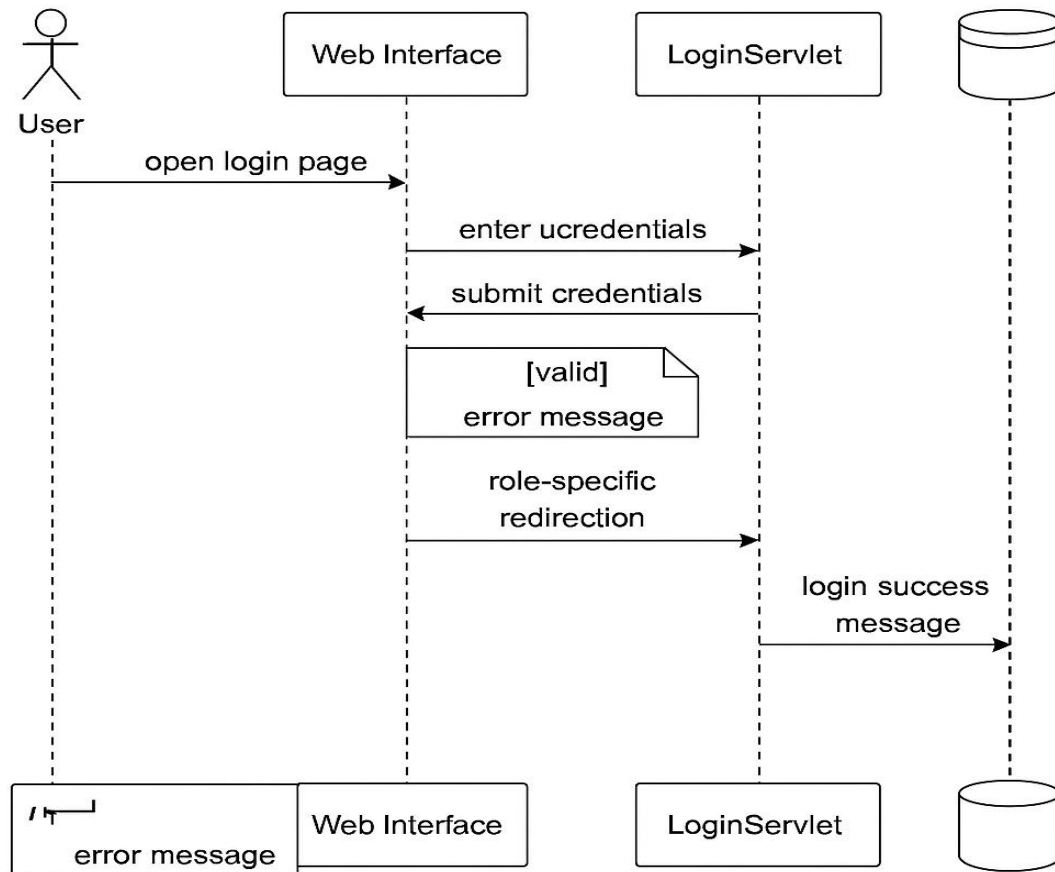 Web Interface
LoginServlet
User
open login page
enter ucredentials
submit credentials
[valid]
error message
role-specific
redirection
login success
message
Web Interface
LoginServlet
error message